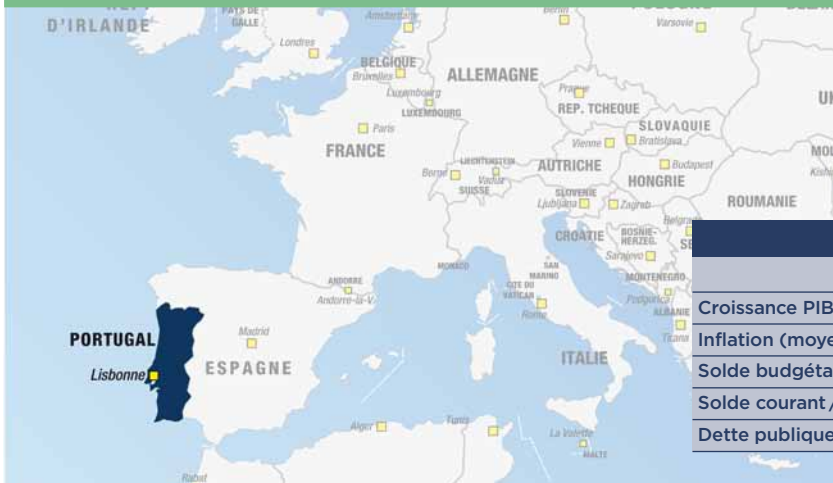 D'IRLANDE
PAYS DE
GALLE
Londres
Amsterdam
Berlin
Varsovie
BELGIQUE
Bruxelles
ALLEMAGNE
Luxembourg
LUXEMBOURG
Prague
REP. TCHEQUE
Paris
FRANCE
SLOVAQUIE
Vienne
Bratislava
Berne
LIECHTENSTEIN
Vaduz
SUISSE
AUTRICHE
Budapest
HONGRIE
SLOVENIE
Ljubljana
Zagreb
ROUMANIE
CROATIE
BOSNIE-
HERZEG.
Sarajevo
MONACO
SAN
MARINO
CITE DU
VATICAN
Rome
MONTENEGRO
Podgorica
ALBANIE
Tirana
ANDORRE
Andorre-la-V.
PORTUGAL
Lisbonne
Madrid
ESPAGNE
ITALIE
Alger
Tunis
La Valette
MALTE
Rabat
Croissance PIB
Inflation (moye
Solde budgéta
Solde courant /
Dette publique